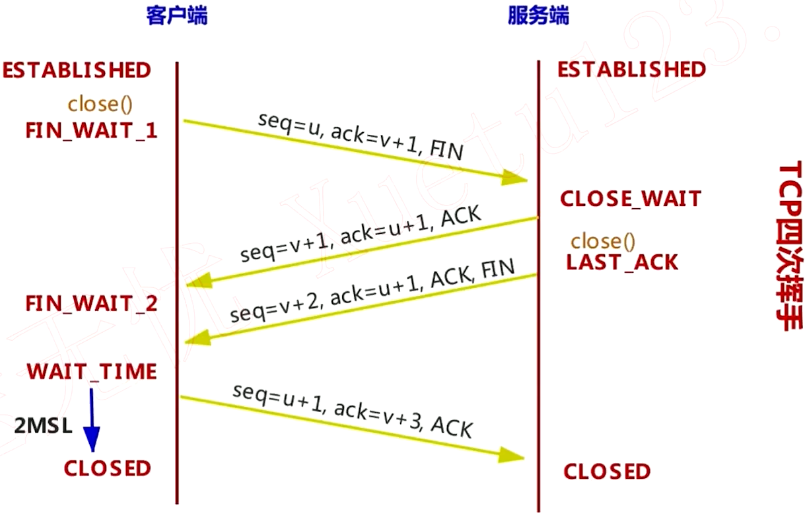 客户端
服务端
ESTABLISHED
ESTABLISHED
close()
FIN_WAIT_1
seq=u, ack=v+1, FIN
CLOSE_WAIT
seq=v+1, ack=u+1, ACK
close()
LAST_ACK
seq=v+2, ack=u+1, ACK, FIN
FIN_WAIT_2
WAIT_TIME
seq=u+1, ack=v+3, ACK
2MSL
CLOSED
CLOSED
TCP四次挥手